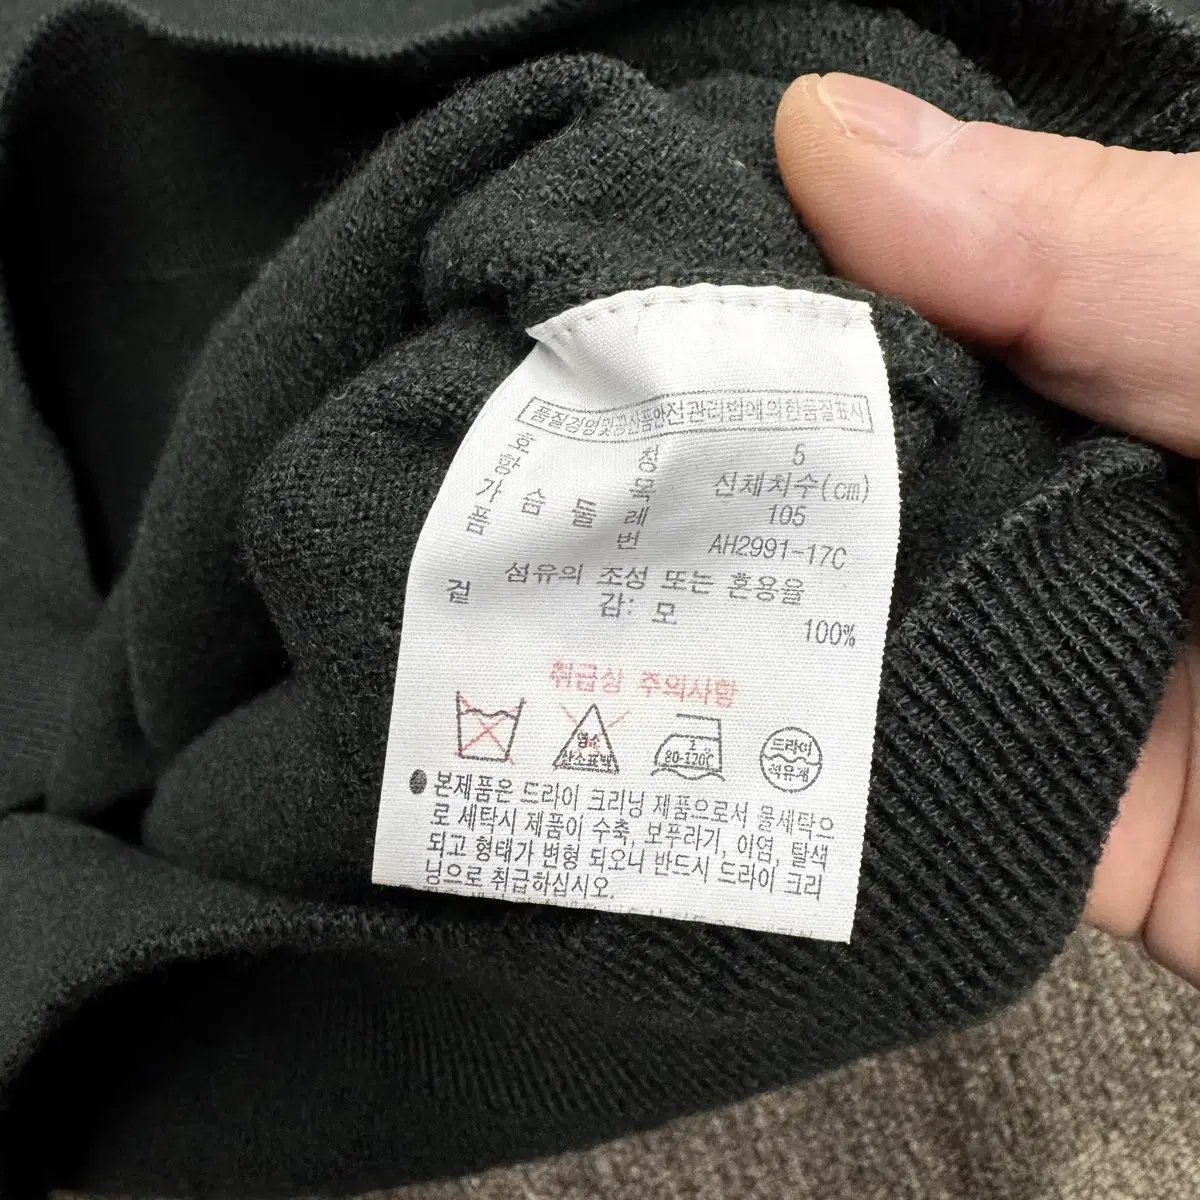 품질경영및공산품안전관리법에의한품질표시
호 칭 5
항 목 신체치수(cm)
가 슴 둘 레 105
품 번 AH2991-17C
섬유의 조성 또는 혼용율
겉 감: 모 100%
취급상 주의사항
염소
산소표백
80-120℃
드라이
석유계
●본제품은 드라이 크리닝 제품으로서 물세탁으
로 세탁시 제품이 수축, 보푸라기, 이염, 탈색
되고 형태가 변형 되오니 반드시 드라이 크리
닝으로 취급하십시오.